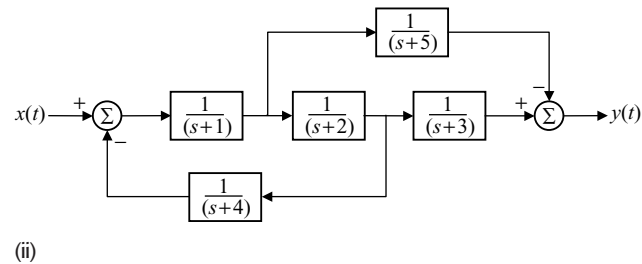 1/(s+5)
−
x(t) + Σ 1/(s+1) 1/(s+2) 1/(s+3) + Σ y(t)
−
1/(s+4)
(ii)